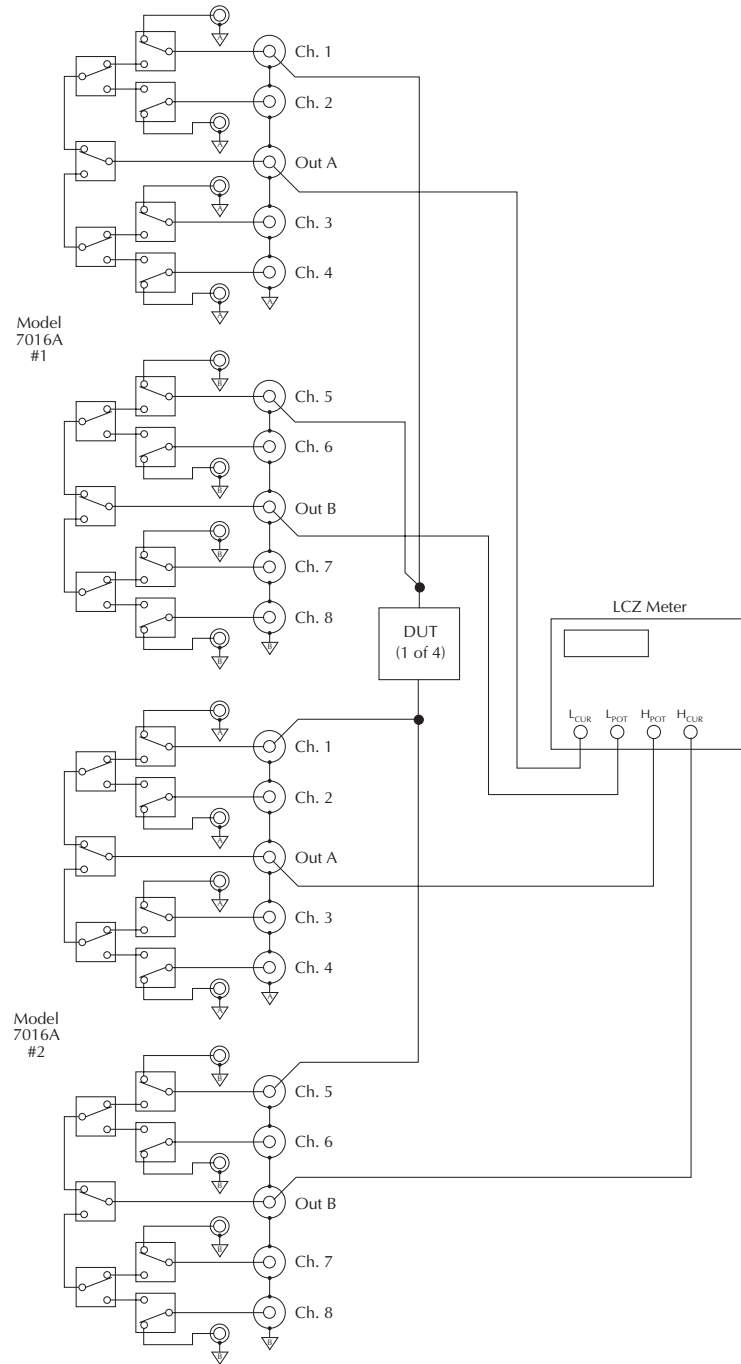 A
Ch. 1
Ch. 2
A
Out A
A
Ch. 3
Ch. 4
A
A
Model
7016A
#1
B
Ch. 5
Ch. 6
B
Out B
B
Ch. 7
Ch. 8
B
B
DUT
(1 of 4)
LCZ Meter
LCUR
LPOT
HPOT
HCUR
A
Ch. 1
Ch. 2
A
Out A
A
Ch. 3
Ch. 4
A
A
Model
7016A
#2
B
Ch. 5
Ch. 6
B
Out B
B
Ch. 7
Ch. 8
B
B